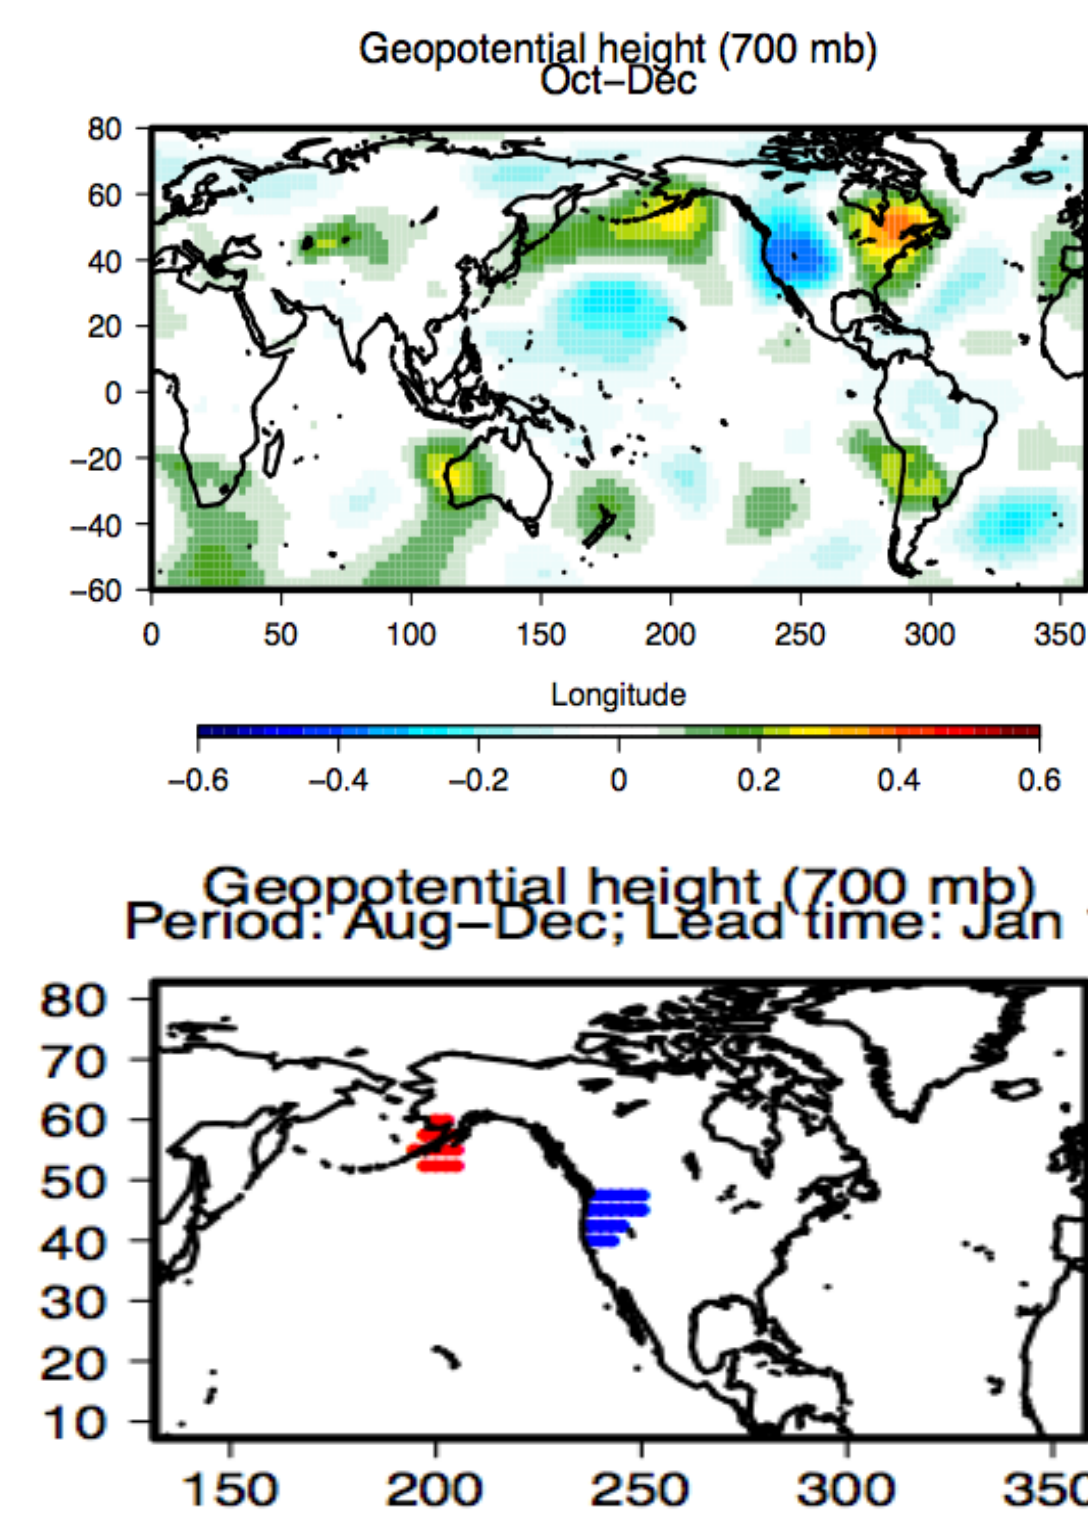 Geopotential height (700 mb)
Oct–Dec
80
60
40
20
0
−20
−40
−60
0 50 100 150 200 250 300 350
Longitude
−0.6 −0.4 −0.2 0 0.2 0.4 0.6
Geopotential height (700 mb)
Period: Aug–Dec; Lead time: Jan
80
70
60
50
40
30
20
10
150 200 250 300 350